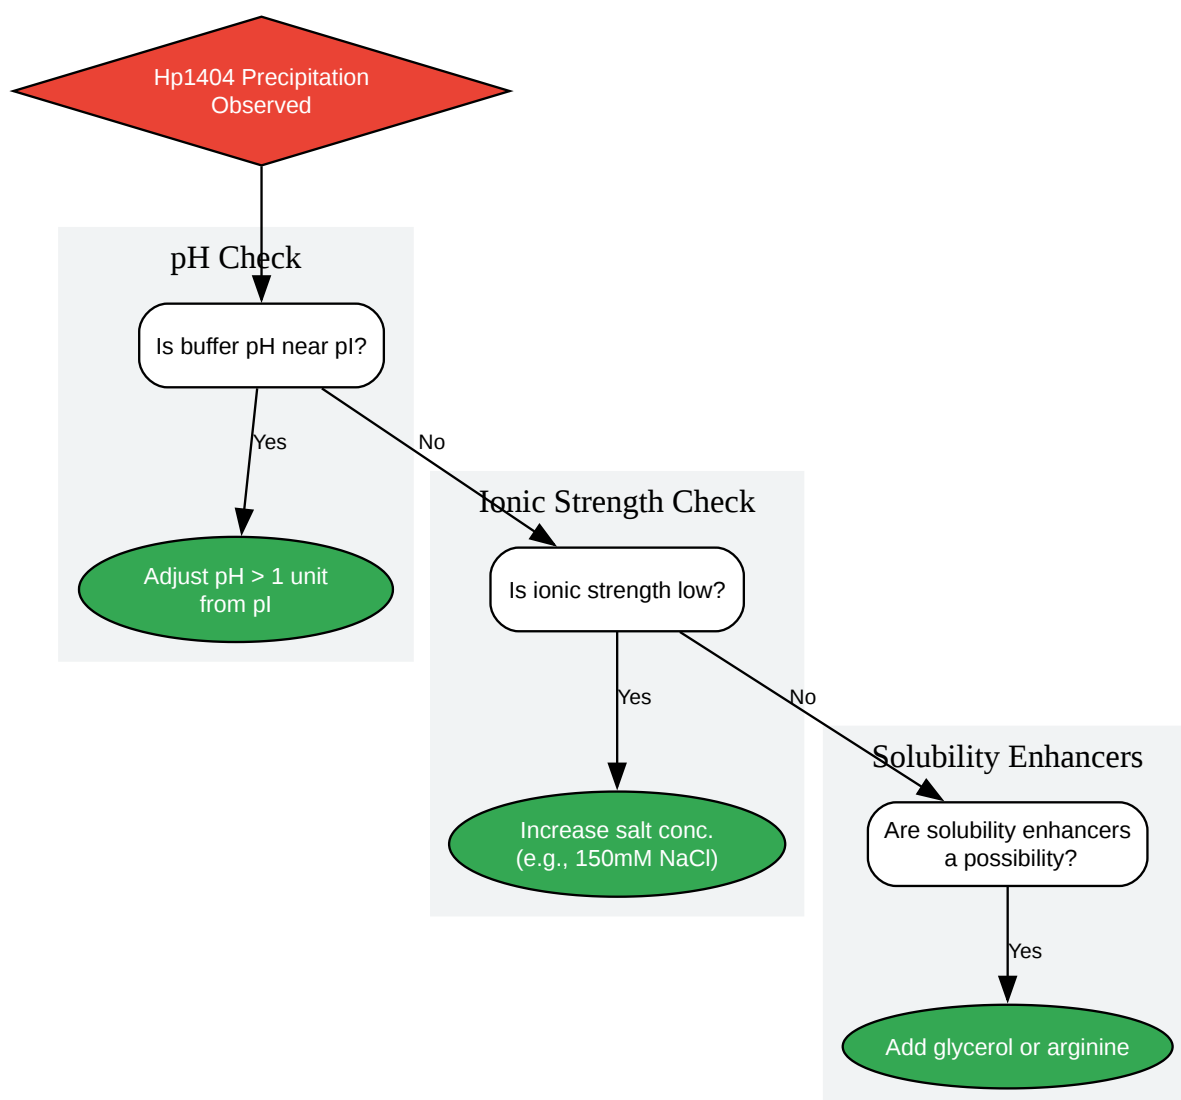 Hp1404 Precipitation
Observed
pH Check
Is buffer pH near pI?
Yes
No
Adjust pH > 1 unit
from pI
Ionic Strength Check
Is ionic strength low?
Yes
No
Increase salt conc.
(e.g., 150mM NaCl)
Solubility Enhancers
Are solubility enhancers
a possibility?
Yes
Add glycerol or arginine